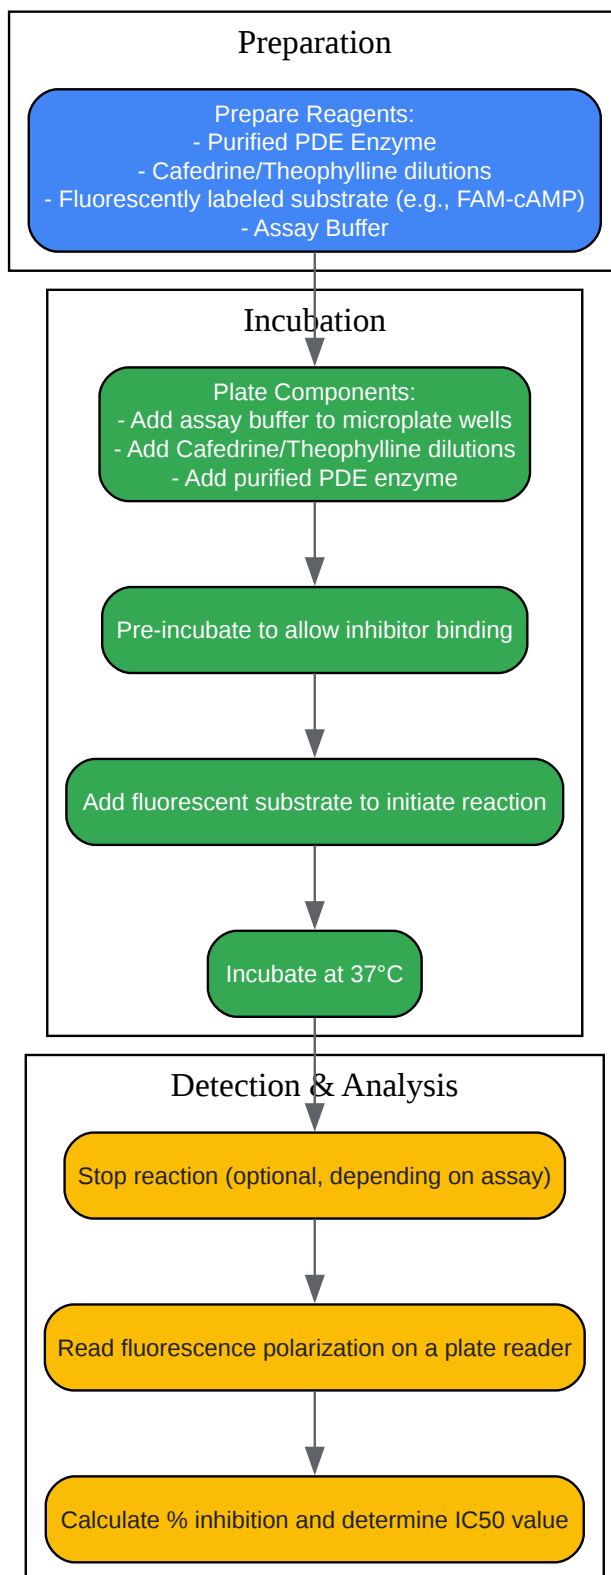 Preparation
Prepare Reagents:
- Purified PDE Enzyme
- Cafedrine/Theophylline dilutions
- Fluorescently labeled substrate (e.g., FAM-cAMP)
- Assay Buffer
Incubation
Plate Components:
- Add assay buffer to microplate wells
- Add Cafedrine/Theophylline dilutions
- Add purified PDE enzyme
Pre-incubate to allow inhibitor binding
Add fluorescent substrate to initiate reaction
Incubate at 37°C
Detection & Analysis
Stop reaction (optional, depending on assay)
Read fluorescence polarization on a plate reader
Calculate % inhibition and determine IC50 value